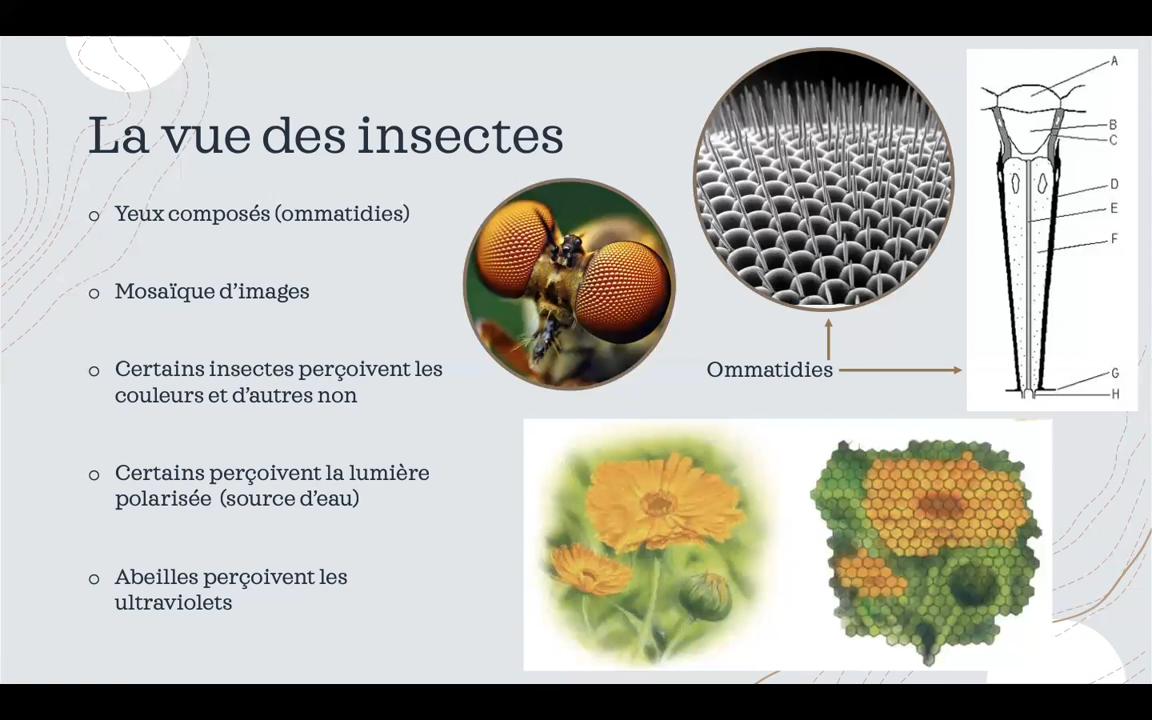 La vue des insectes
Yeux composés (ommatidies)
Mosaïque d'images
Certains insectes perçoivent les
couleurs et d'autres non
Certains perçoivent la lumière
polarisée (source d'eau)
Abeilles perçoivent les
ultraviolets
Ommatidies
A
B
C
D
E
F
G
H